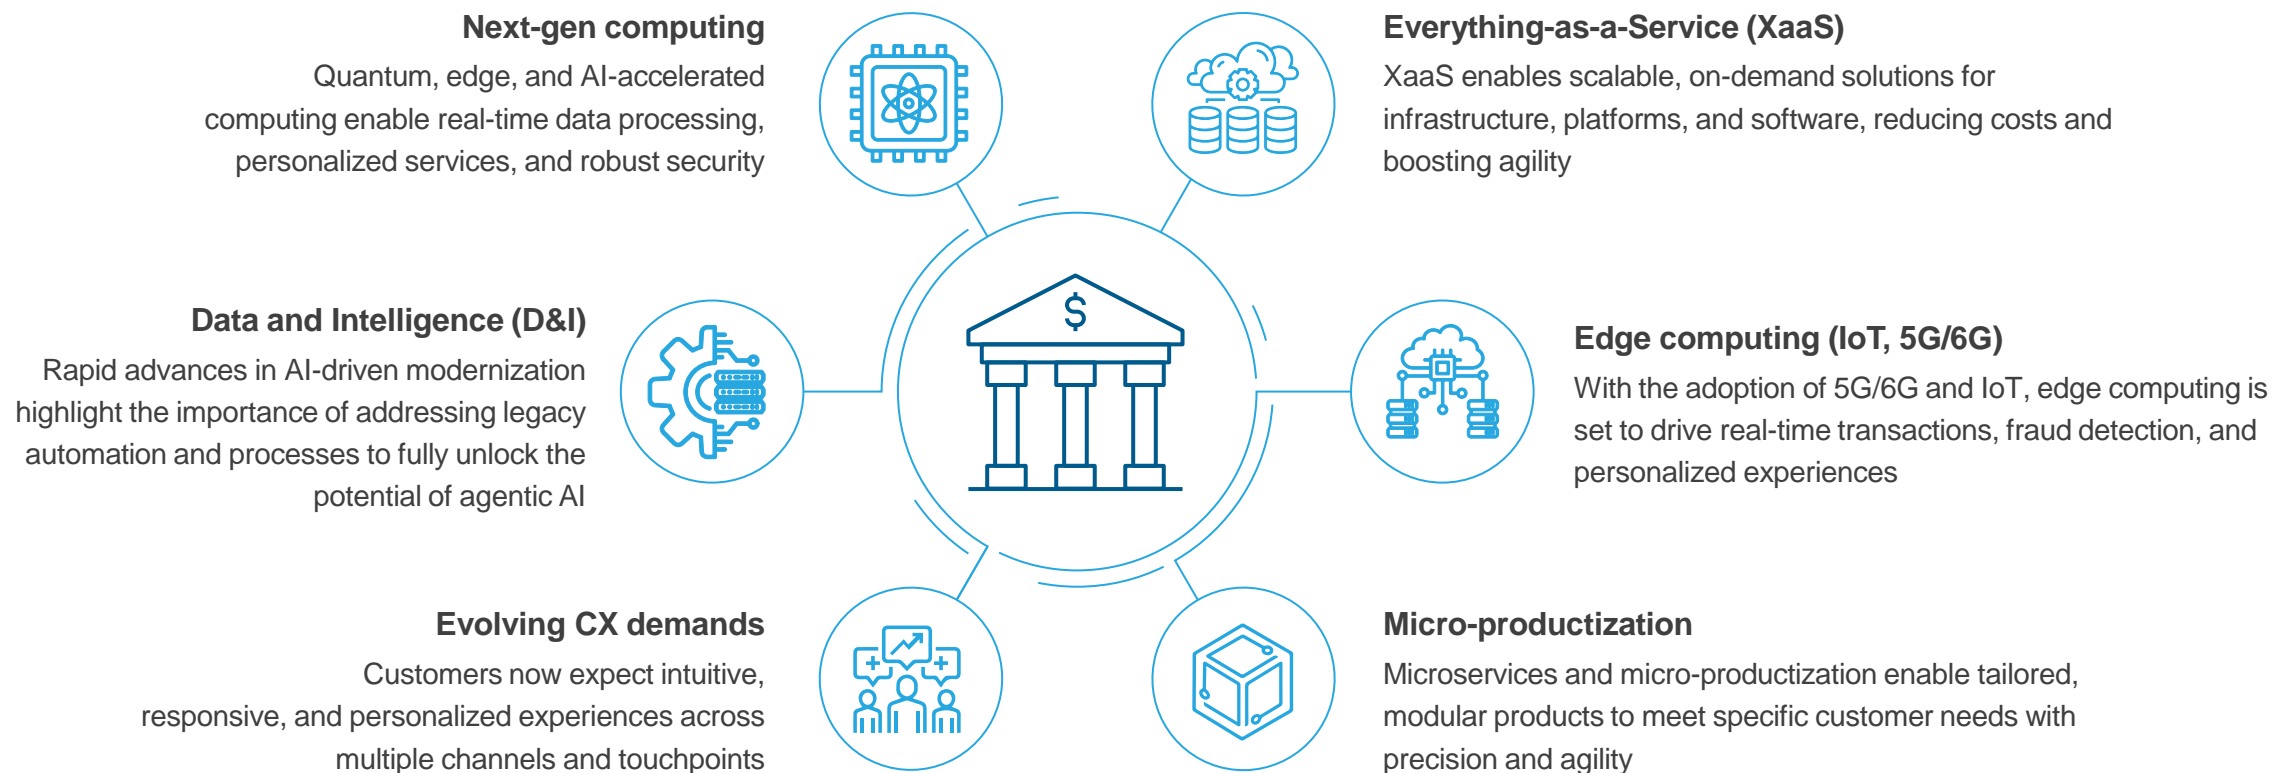 Next-gen computing
Quantum, edge, and AI-accelerated
computing enable real-time data processing,
personalized services, and robust security
Everything-as-a-Service (XaaS)
XaaS enables scalable, on-demand solutions for
infrastructure, platforms, and software, reducing costs and
boosting agility
Data and Intelligence (D&I)
Rapid advances in AI-driven modernization
highlight the importance of addressing legacy
automation and processes to fully unlock the
potential of agentic AI
$
Edge computing (IoT, 5G/6G)
With the adoption of 5G/6G and IoT, edge computing is
set to drive real-time transactions, fraud detection, and
personalized experiences
Evolving CX demands
Customers now expect intuitive,
responsive, and personalized experiences across
multiple channels and touchpoints
Micro-productization
Microservices and micro-productization enable tailored,
modular products to meet specific customer needs with
precision and agility